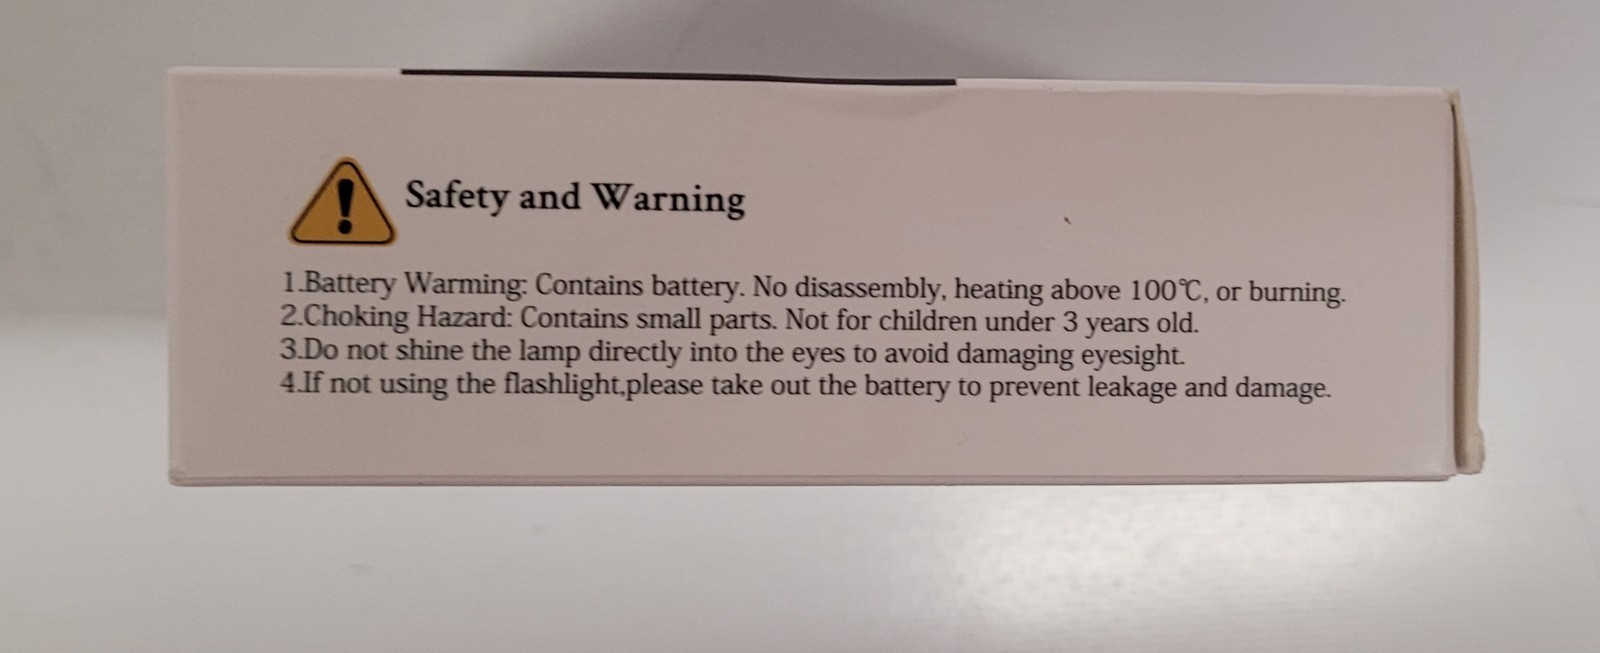 Safety and Warning
1.Battery Warming: Contains battery. No disassembly, heating above 100℃, or burning.
2.Choking Hazard: Contains small parts. Not for children under 3 years old.
3.Do not shine the lamp directly into the eyes to avoid damaging eyesight.
4.If not using the flashlight,please take out the battery to prevent leakage and damage.